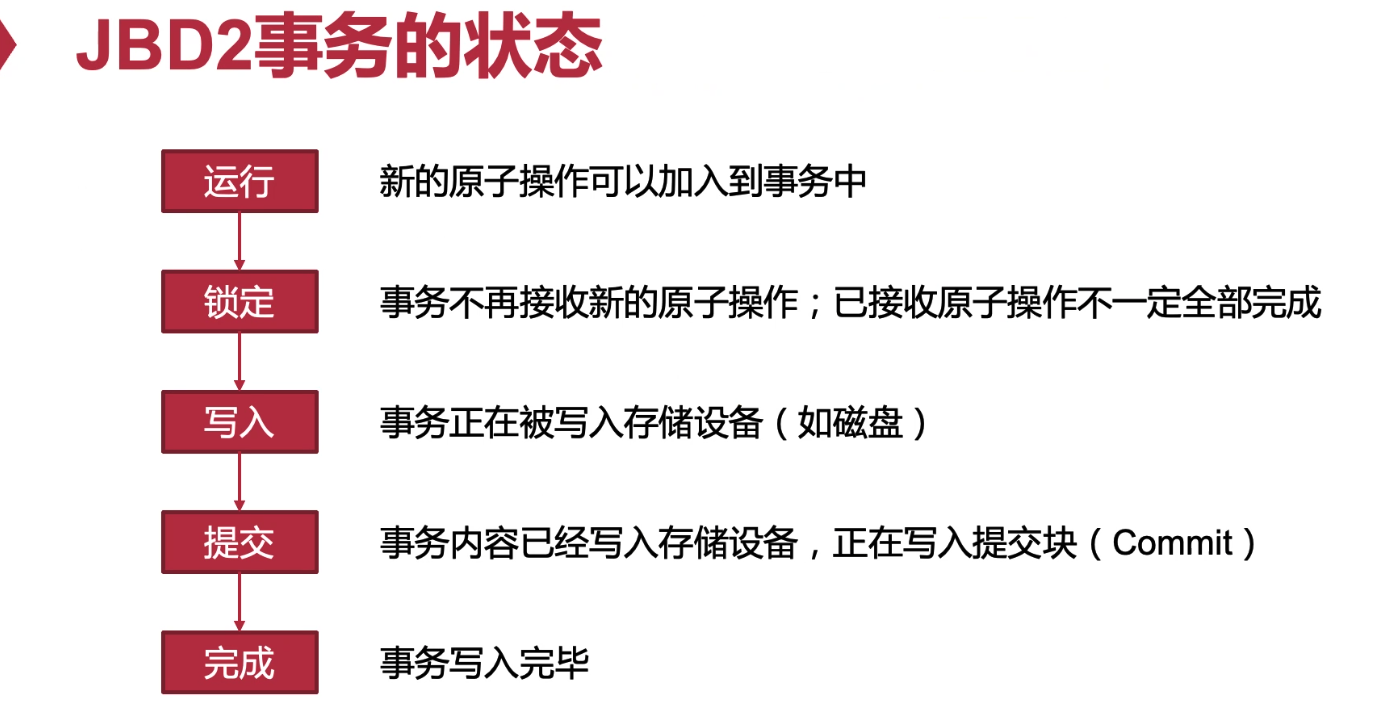 JBD2事务的状态
运行
新的原子操作可以加入到事务中
锁定
事务不再接收新的原子操作；已接收原子操作不一定全部完成
写入
事务正在被写入存储设备（如磁盘）
提交
事务内容已经写入存储设备，正在写入提交块（Commit）
完成
事务写入完毕